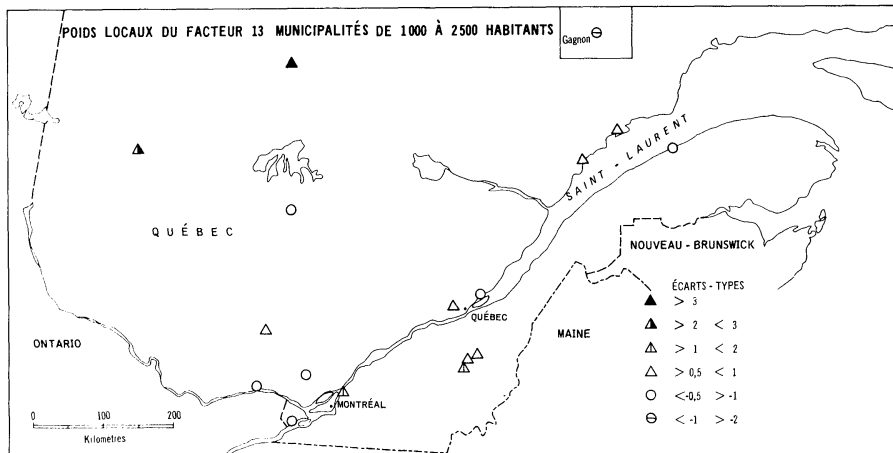 POIDS LOCAUX DU FACTEUR 13 MUNICIPALITÉS DE 1000 À 2500 HABITANTS
Gagnon
SAINT - LAURENT
QUÉBEC
NOUVEAU - BRUNSWICK
ÉCARTS - TYPES
> 3
> 2 < 3
> 1 < 2
> 0,5 < 1
<-0,5 > -1
< -1 > -2
QUÉBEC
MAINE
ONTARIO
MONTRÉAL
0 100 200
Kilometres